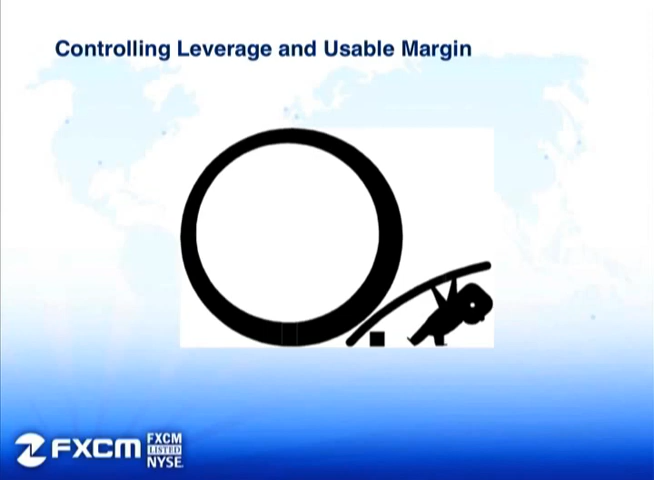 Controlling Leverage and Usable Margin
FXCM
FXCM
LISTED
NYSE